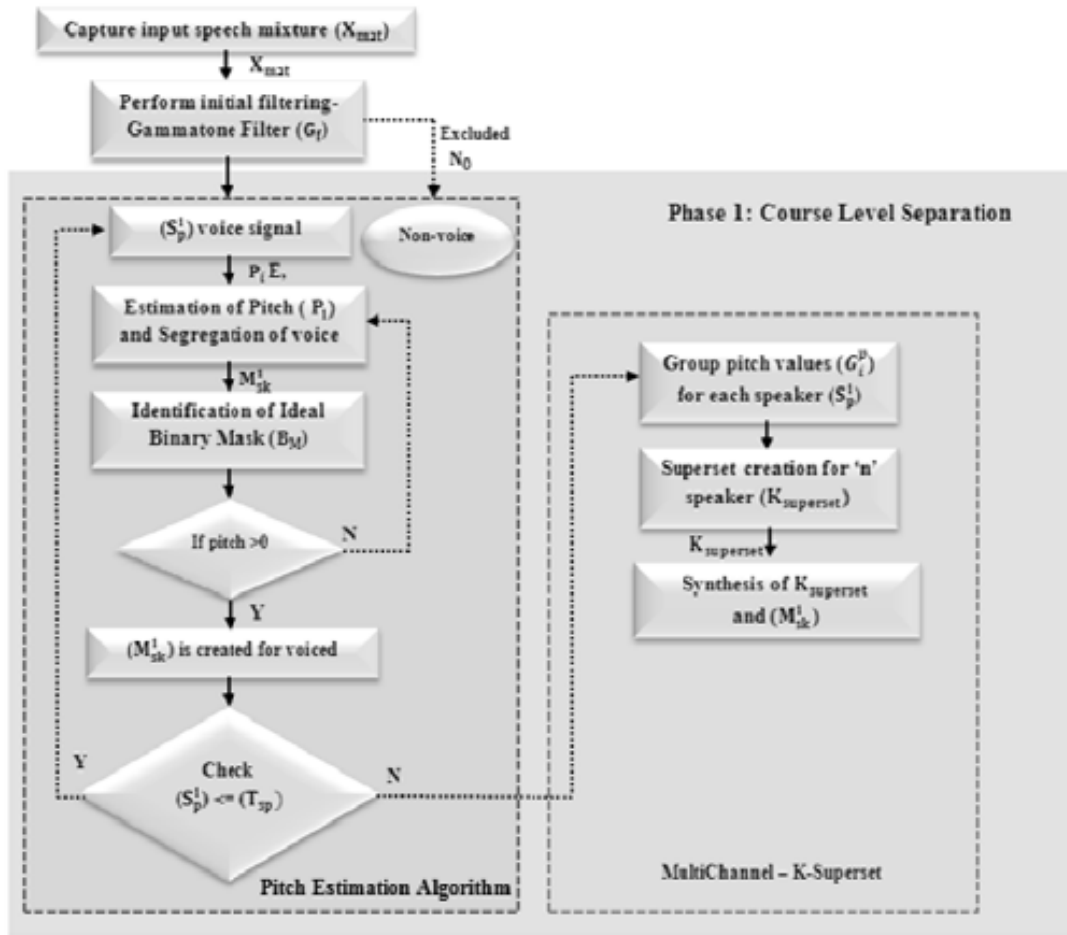 Capture input speech mixture (Xmat)
Xmat
Perform initial filtering-
Gammatone Filter (Gf)
Excluded
N0
Phase 1: Course Level Separation
(S¹p) voice signal
Non-voice
Pi E,
Estimation of Pitch ( P1)
and Segregation of voice
M¹sk
Identification of Ideal
Binary Mask (BM)
If pitch >0
N
Y
(M¹sk) is created for voiced
Check
(S¹p) <= (Tsp)
Y
N
Pitch Estimation Algorithm
Group pitch values (Gᵖi)
for each speaker (S¹p)
Superset creation for ‘n’
speaker (Ksuperset)
Ksuperset
Synthesis of Ksuperset
and (M¹sk)
MultiChannel – K-Superset